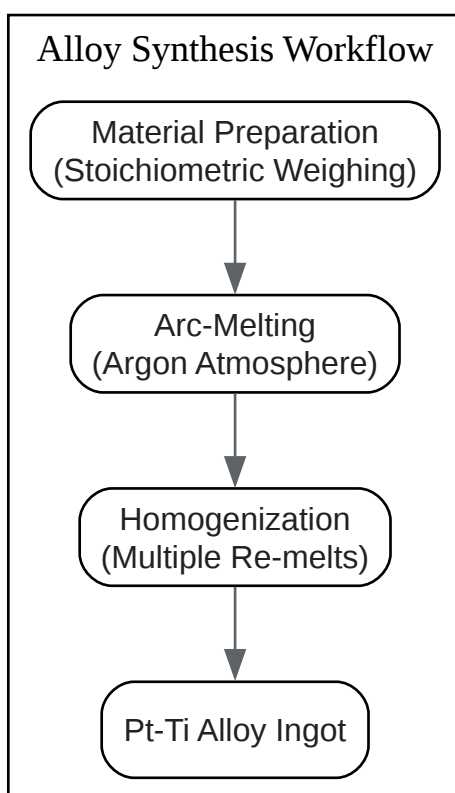 Alloy Synthesis Workflow
Material Preparation
(Stoichiometric Weighing)
Arc-Melting
(Argon Atmosphere)
Homogenization
(Multiple Re-melts)
Pt-Ti Alloy Ingot